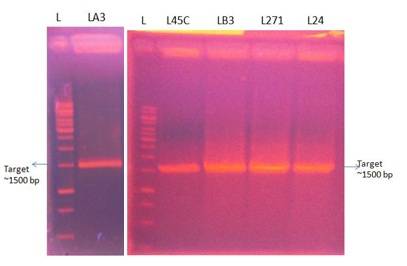 L LA3
L L45C LB3 L271 L24
Target
~1500 bp
Target
~1500 bp